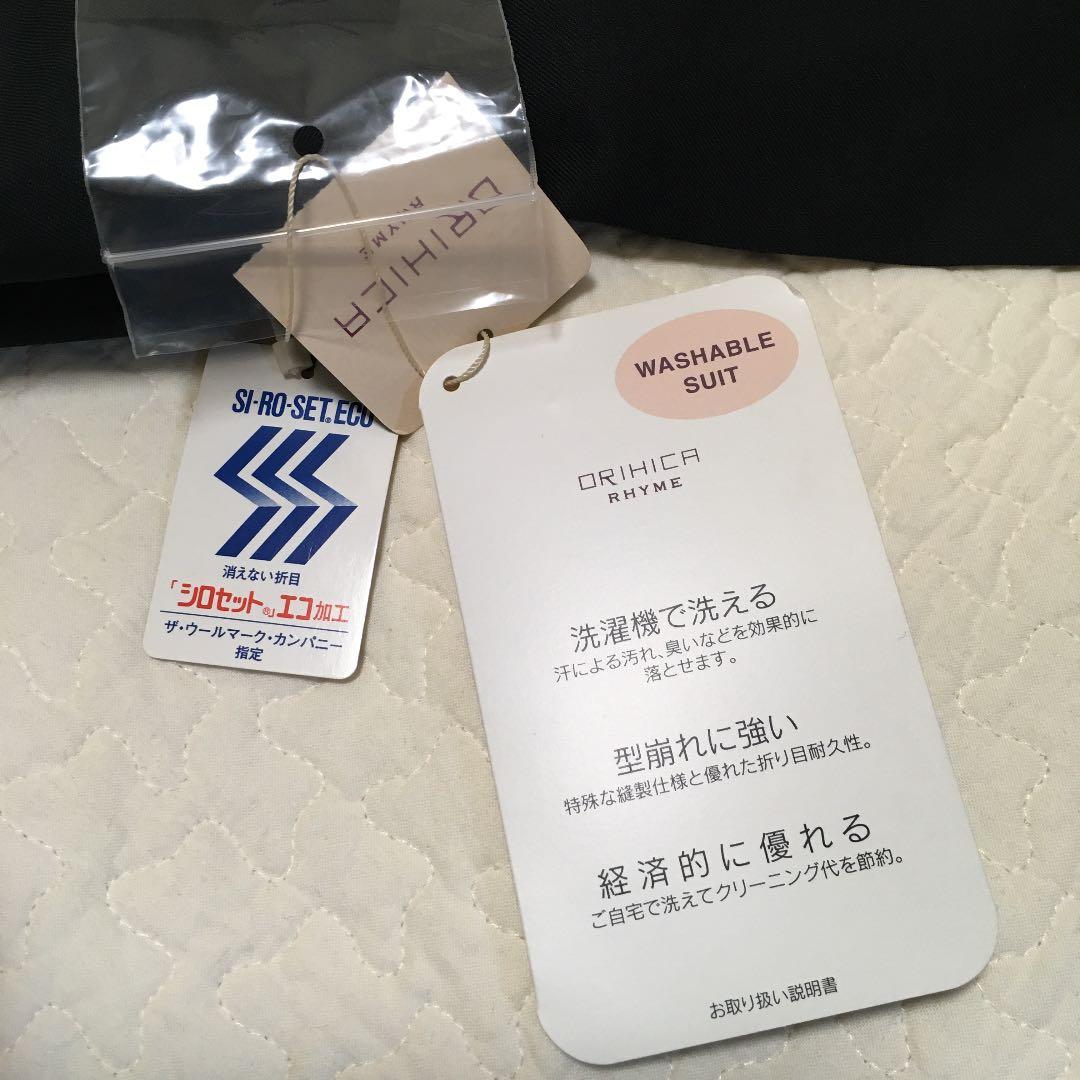 ORIHICA
RHYME
SI-RO-SET® ECO
消えない折目
「シロセット®」エコ加工
ザ・ウールマーク・カンパニー
指定
WASHABLE
SUIT
ORIHICA
RHYME
洗濯機で洗える
汗による汚れ、臭いなどを効果的に
落とせます。
型崩れに強い
特殊な縫製仕様と優れた折り目耐久性。
経済的に優れる
ご自宅で洗えてクリーニング代を節約。
お取り扱い説明書